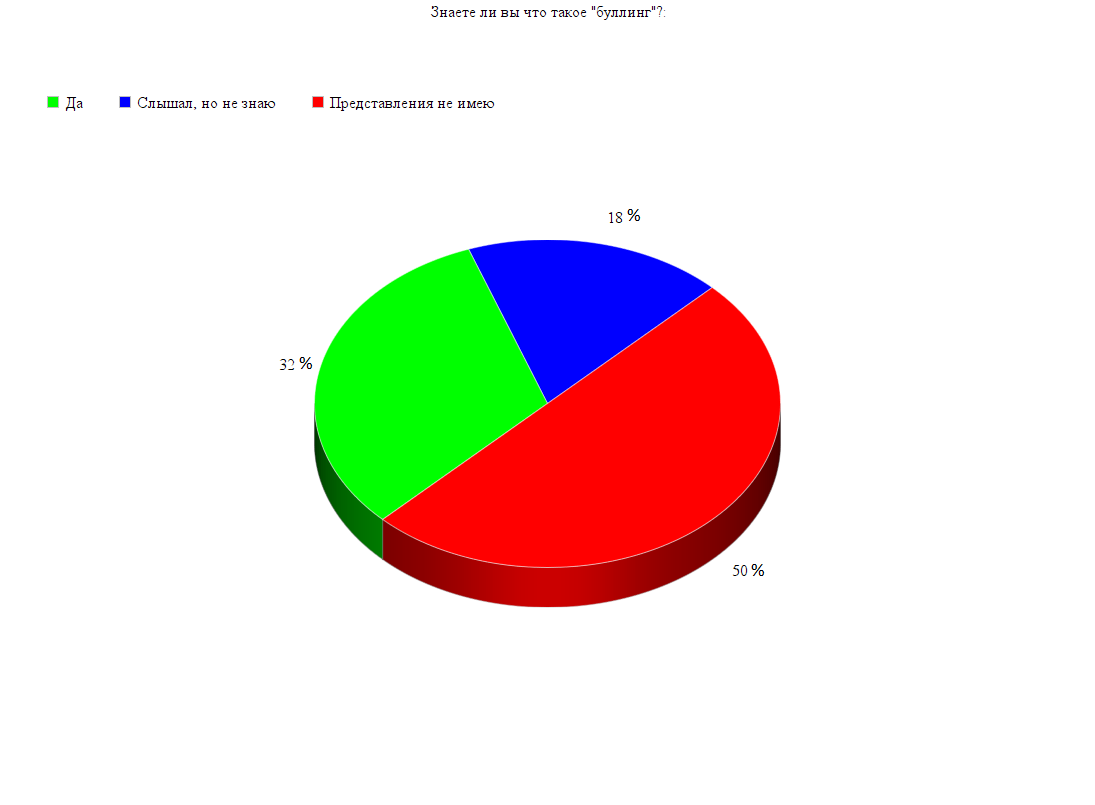 Знаете ли вы что такое "буллинг"?:
Да Слышал, но не знаю Представления не имею
18 %
32 %
50 %